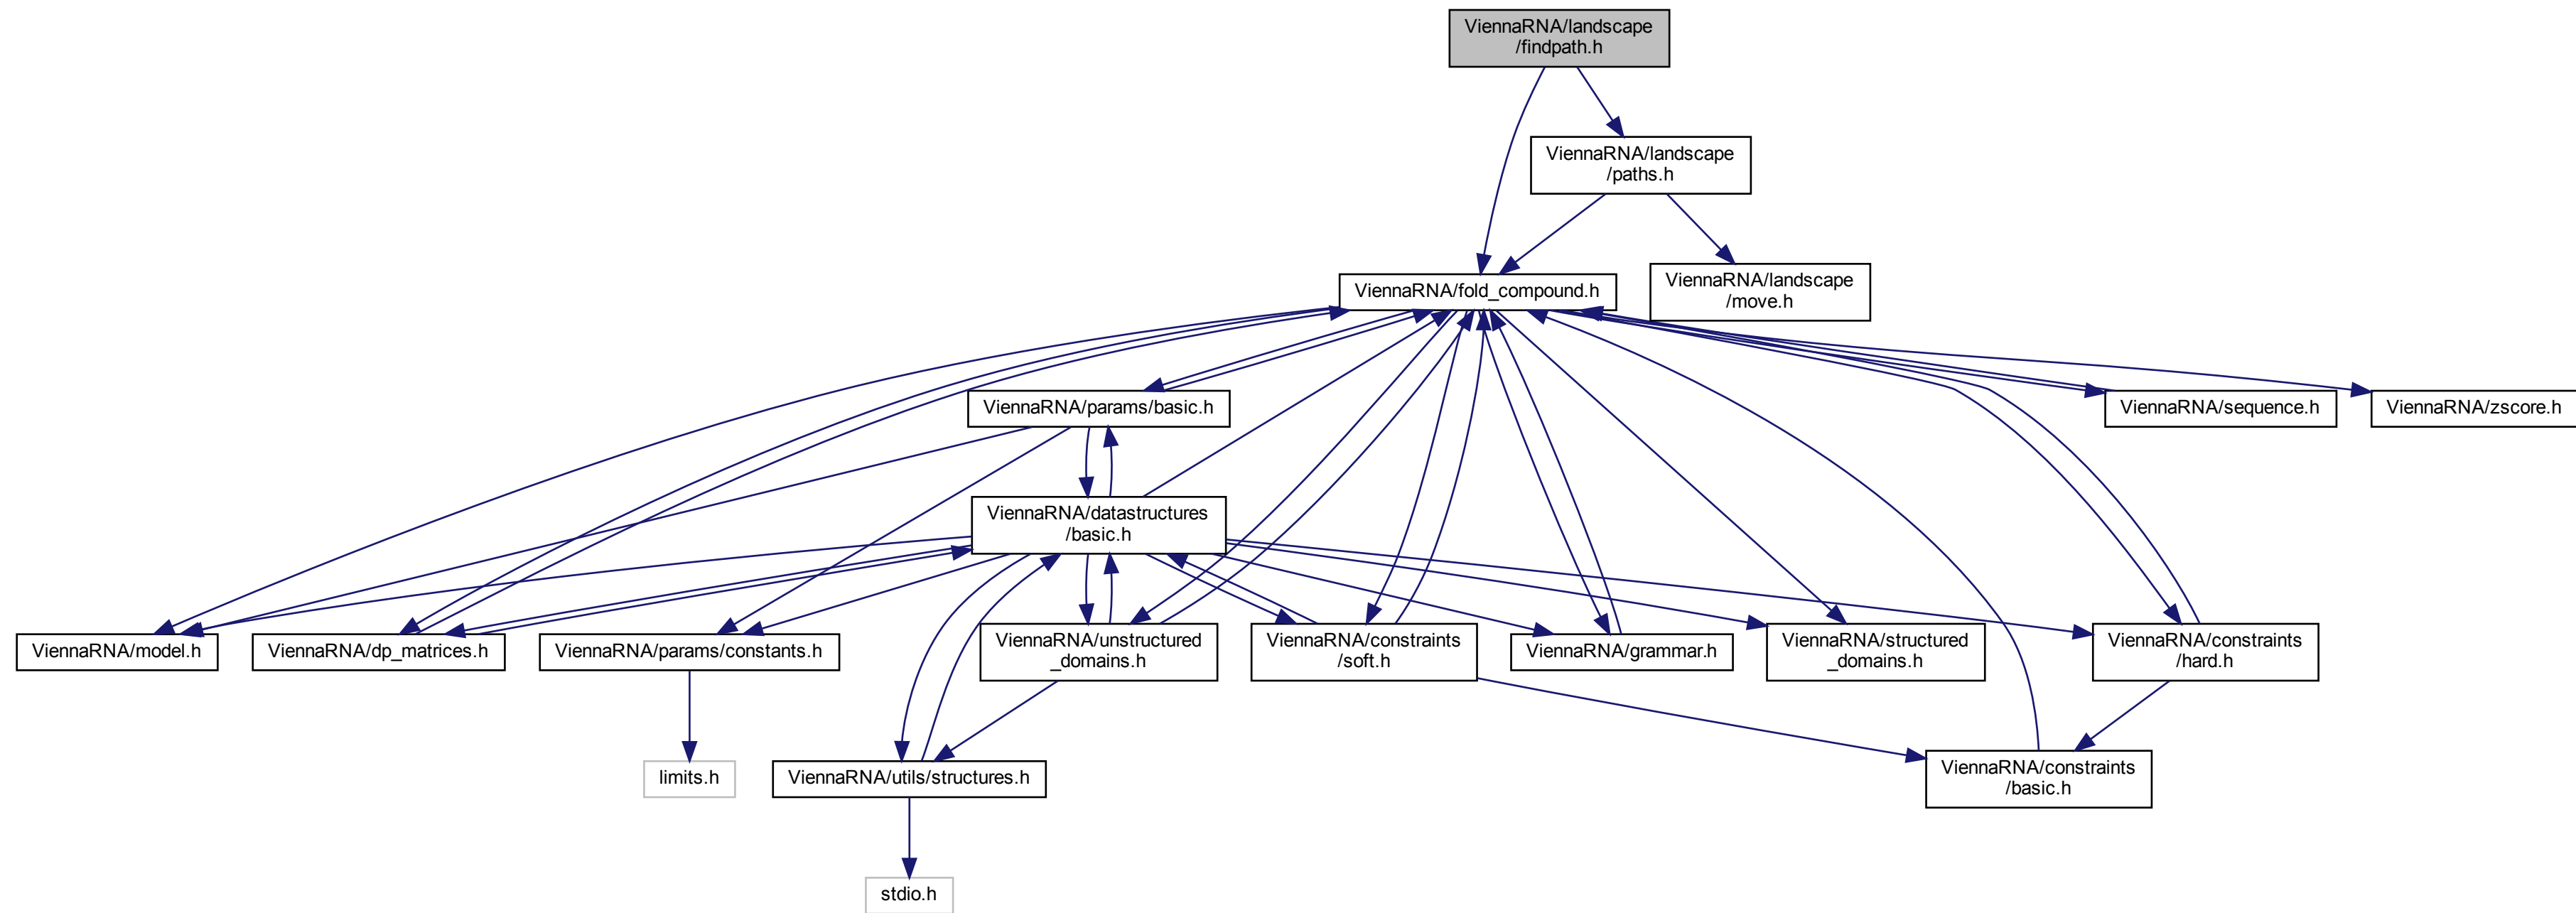 ViennaRNA/landscape
/findpath.h
ViennaRNA/landscape
/paths.h
ViennaRNA/fold_compound.h
ViennaRNA/landscape
/move.h
ViennaRNA/params/basic.h
ViennaRNA/sequence.h
ViennaRNA/zscore.h
ViennaRNA/datastructures
/basic.h
ViennaRNA/model.h
ViennaRNA/dp_matrices.h
ViennaRNA/params/constants.h
ViennaRNA/unstructured
_domains.h
ViennaRNA/constraints
/soft.h
ViennaRNA/grammar.h
ViennaRNA/structured
_domains.h
ViennaRNA/constraints
/hard.h
limits.h
ViennaRNA/utils/structures.h
ViennaRNA/constraints
/basic.h
stdio.h